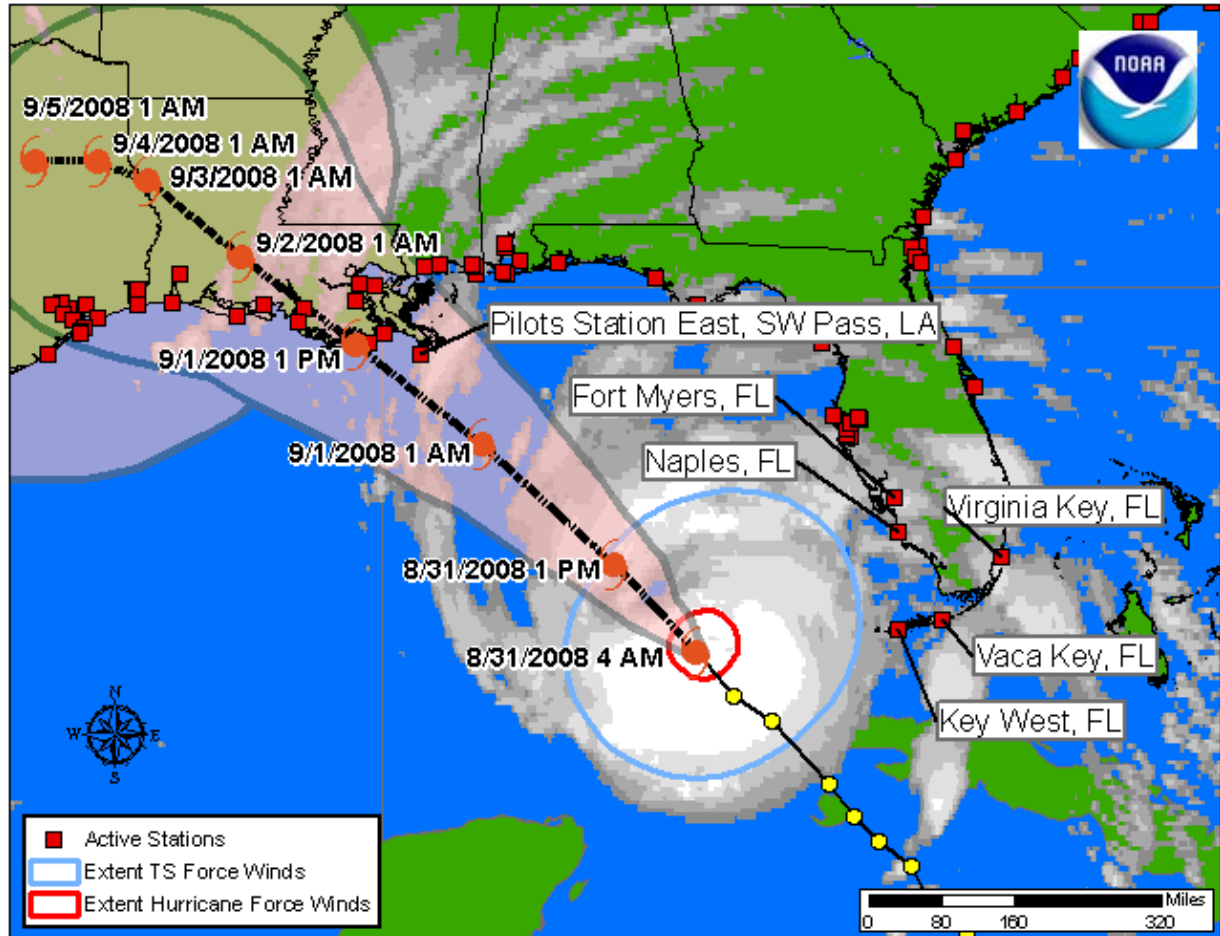 NOAA
9/5/2008 1 AM
9/4/2008 1 AM
9/3/2008 1 AM
9/2/2008 1 AM
Pilots Station East, SW Pass, LA
9/1/2008 1 PM
Fort Myers, FL
9/1/2008 1 AM
Naples, FL
Virginia Key, FL
8/31/2008 1 PM
8/31/2008 4 AM
Vaca Key, FL
Key West, FL
N
W E
S
Active Stations
Extent TS Force Winds
Extent Hurricane Force Winds
Miles
0 80 160 320